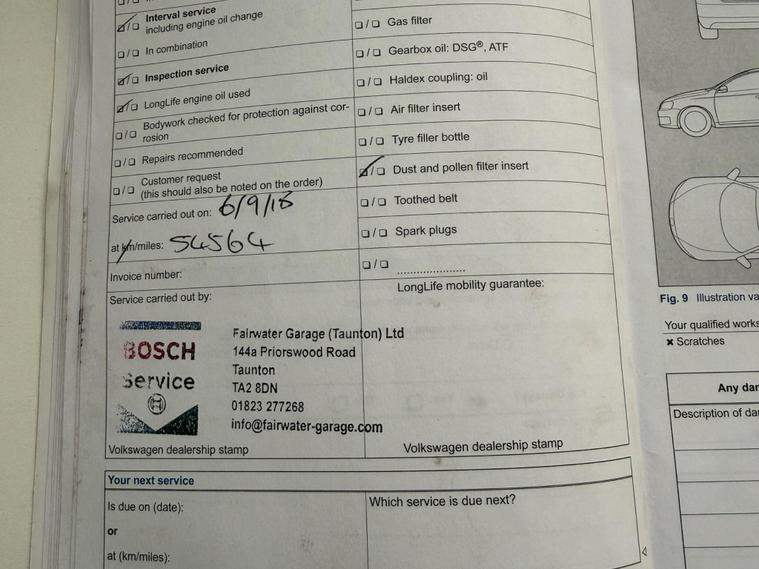 Interval service
including engine oil change
In combination
Inspection service
LongLife engine oil used
Bodywork checked for protection against cor-
rosion
Repairs recommended
Customer request
(this should also be noted on the order)
Service carried out on: 6/9/18
at km/miles: 54564
Invoice number:
Service carried out by:
Gas filter
Gearbox oil: DSG®, ATF
Haldex coupling: oil
Air filter insert
Tyre filler bottle
Dust and pollen filter insert
Toothed belt
Spark plugs
LongLife mobility guarantee:
BOSCH
Service
Fairwater Garage (Taunton) Ltd
144a Priorswood Road
Taunton
TA2 8DN
01823 277268
info@fairwater-garage.com
Volkswagen dealership stamp
Volkswagen dealership stamp
Your next service
Is due on (date):
or
at (km/miles):
Which service is due next?
Fig. 9 Illustration va
Your qualified works
× Scratches
Any dar
Description of da